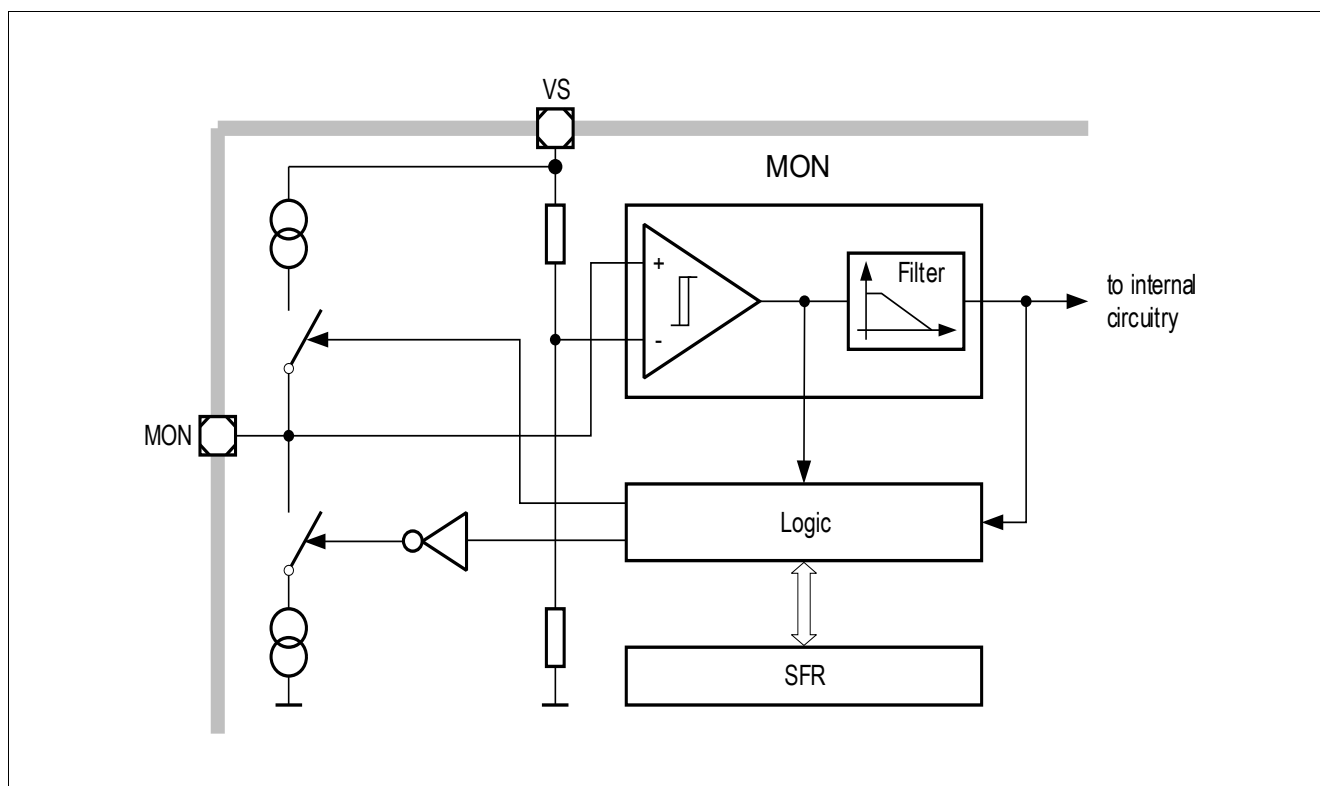 VS
MON
+
Filter
to internal
circuitry
-
MON
Logic
SFR